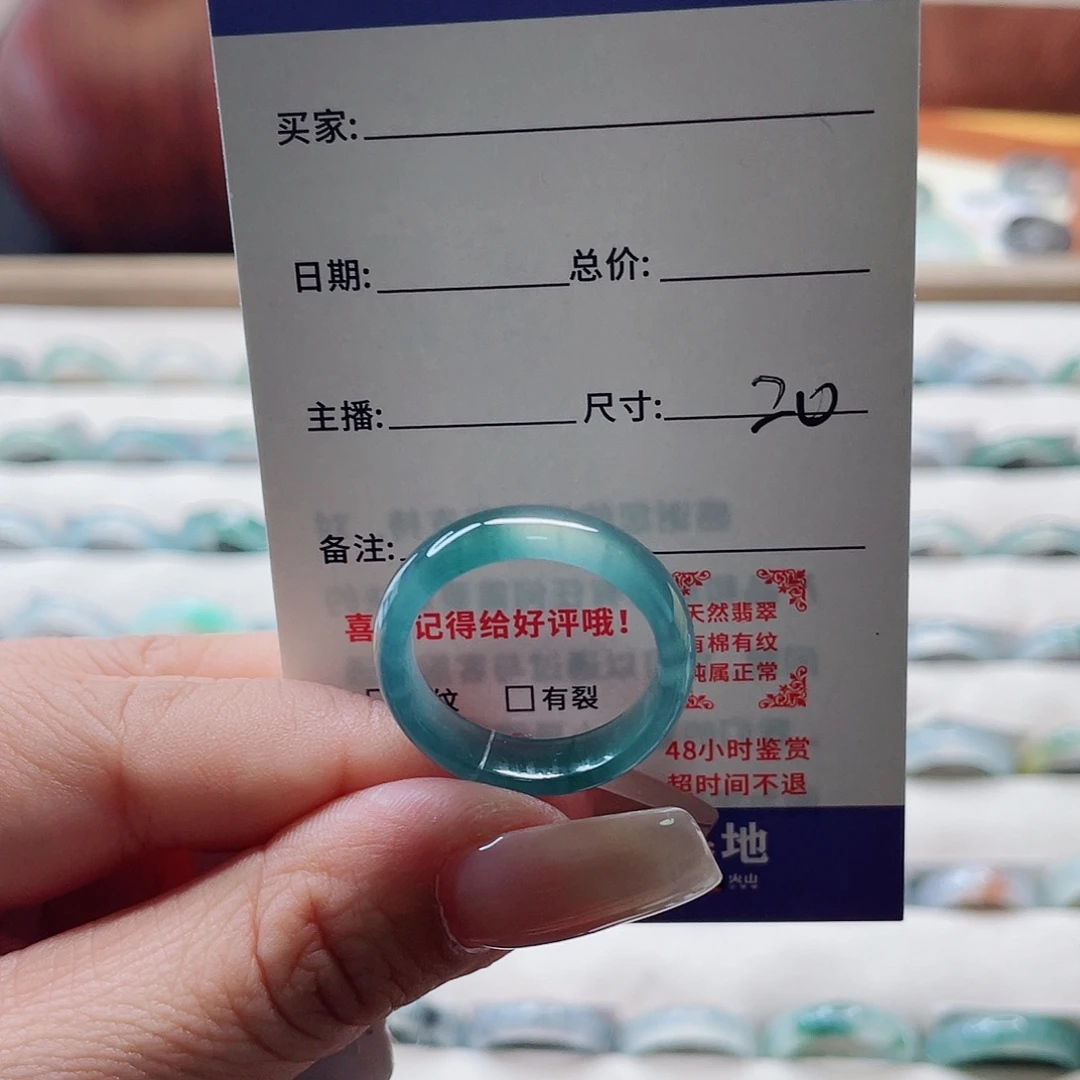 买家:
日期: 总价:
主播: 尺寸: 20
备注:
喜 记得给好评哦!
天然翡翠
有棉有纹
纯属正常
纹 □有裂
48小时鉴赏
超时间不退
地
火山